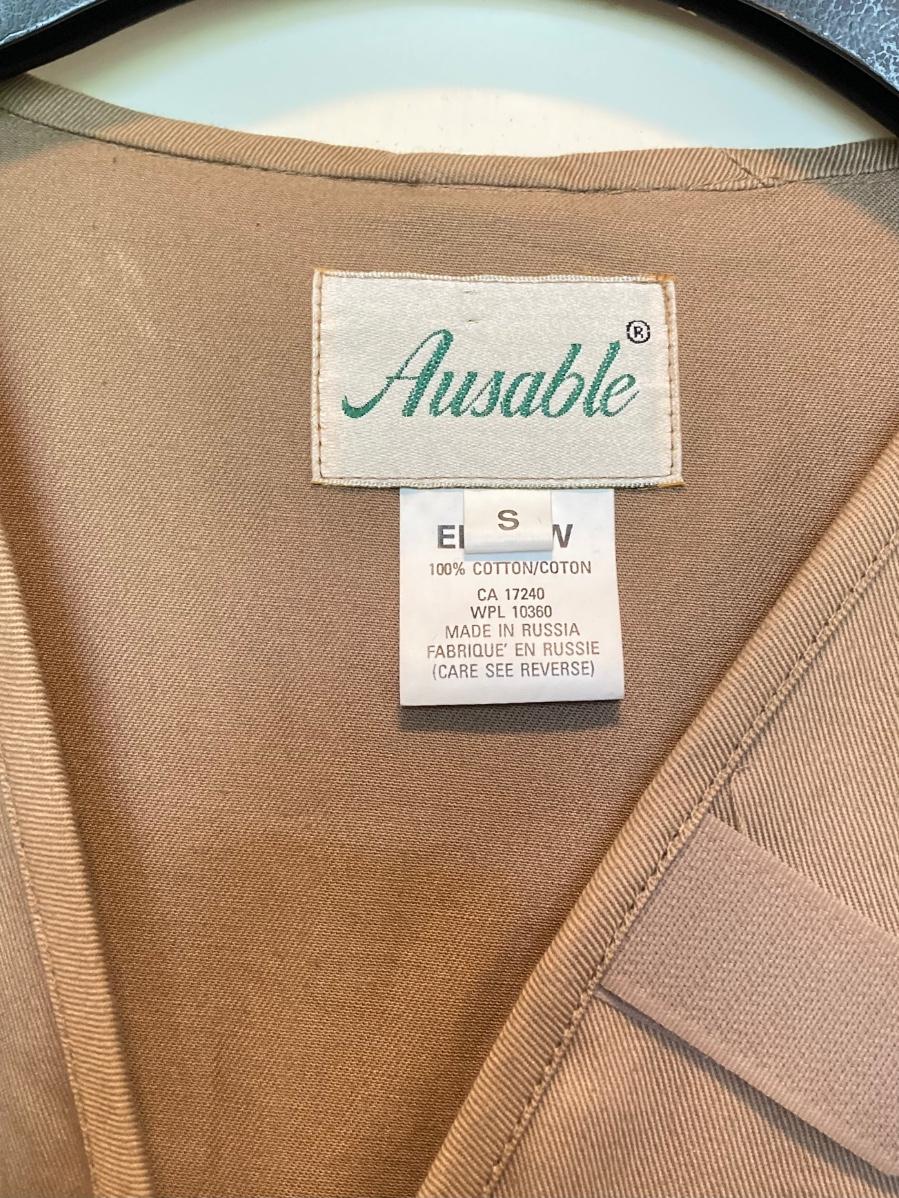 Ausable®
S
100% COTTON/COTON
CA 17240
WPL 10360
MADE IN RUSSIA
FABRIQUE' EN RUSSIE
(CARE SEE REVERSE)